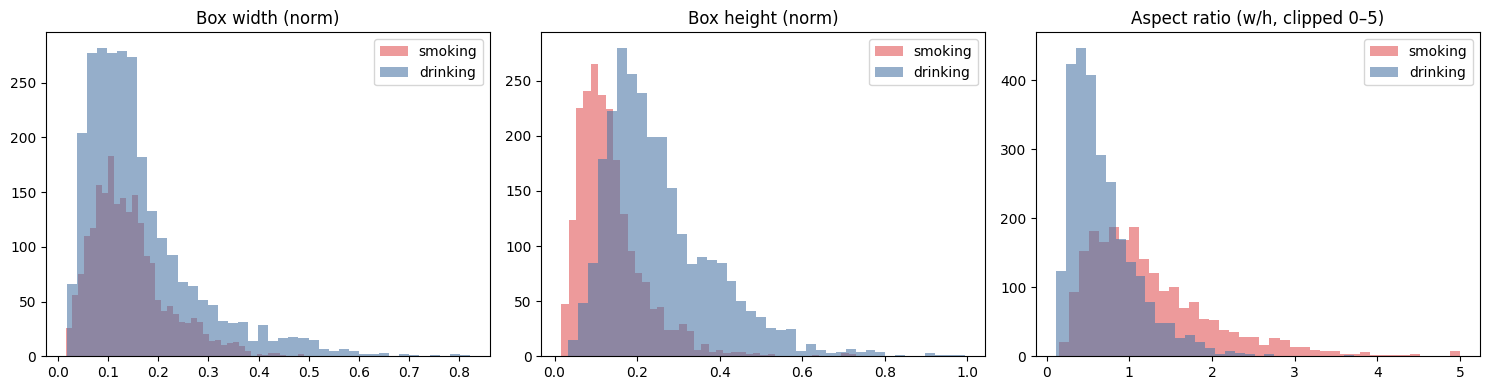 Box width (norm)
smoking
drinking
250
200
150
100
50
0
0.0 0.1 0.2 0.3 0.4 0.5 0.6 0.7 0.8
Box height (norm)
smoking
drinking
250
200
150
100
50
0
0.0 0.2 0.4 0.6 0.8 1.0
Aspect ratio (w/h, clipped 0–5)
smoking
drinking
400
300
200
100
0
0 1 2 3 4 5